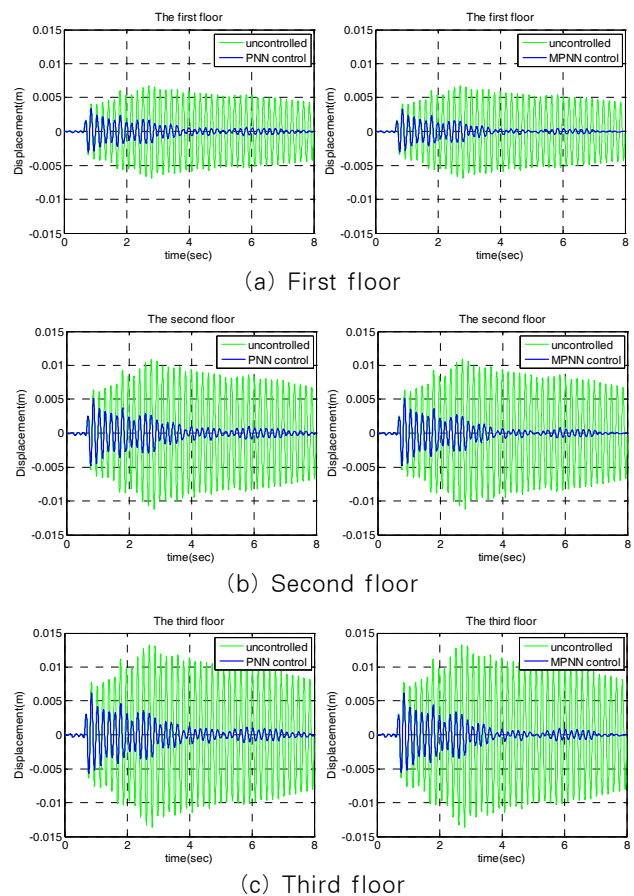 The first floor
0.015
0.01
0.005
0
-0.005
-0.01
-0.015
Displacement(m)
uncontrolled
PNN control
0 2 4 6 8
time(sec)
The first floor
0.015
0.01
0.005
0
-0.005
-0.01
-0.015
Displacement(m)
uncontrolled
MPNN control
0 2 4 6 8
time(sec)
(a) First floor
The second floor
0.015
0.01
0.005
0
-0.005
-0.01
-0.015
Displacement(m)
uncontrolled
PNN control
0 2 4 6 8
time(sec)
The second floor
0.015
0.01
0.005
0
-0.005
-0.01
-0.015
Displacement(m)
uncontrolled
MPNN control
0 2 4 6 8
time(sec)
(b) Second floor
The third floor
0.015
0.01
0.005
0
-0.005
-0.01
-0.015
Displacement(m)
uncontrolled
PNN control
0 2 4 6 8
time(sec)
The third floor
0.015
0.01
0.005
0
-0.005
-0.01
-0.015
Displacement(m)
uncontrolled
MPNN control
0 2 4 6 8
time(sec)
(c) Third floor